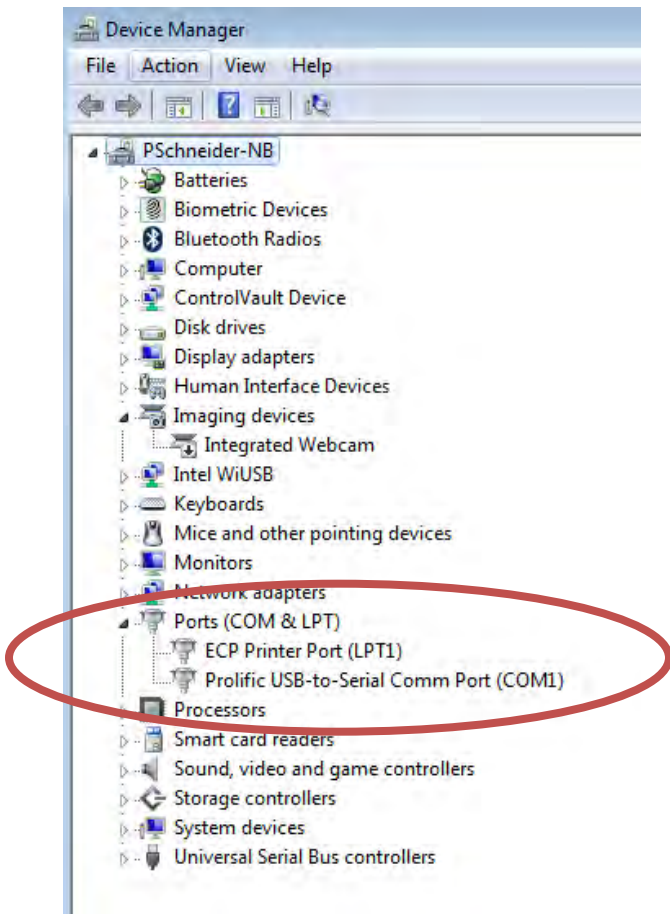 Device Manager
File Action View Help
PSchneider-NB
Batteries
Biometric Devices
Bluetooth Radios
Computer
ControlVault Device
Disk drives
Display adapters
Human Interface Devices
Imaging devices
Integrated Webcam
Intel WiUSB
Keyboards
Mice and other pointing devices
Monitors
Network adapters
Ports (COM & LPT)
ECP Printer Port (LPT1)
Prolific USB-to-Serial Comm Port (COM1)
Processors
Smart card readers
Sound, video and game controllers
Storage controllers
System devices
Universal Serial Bus controllers